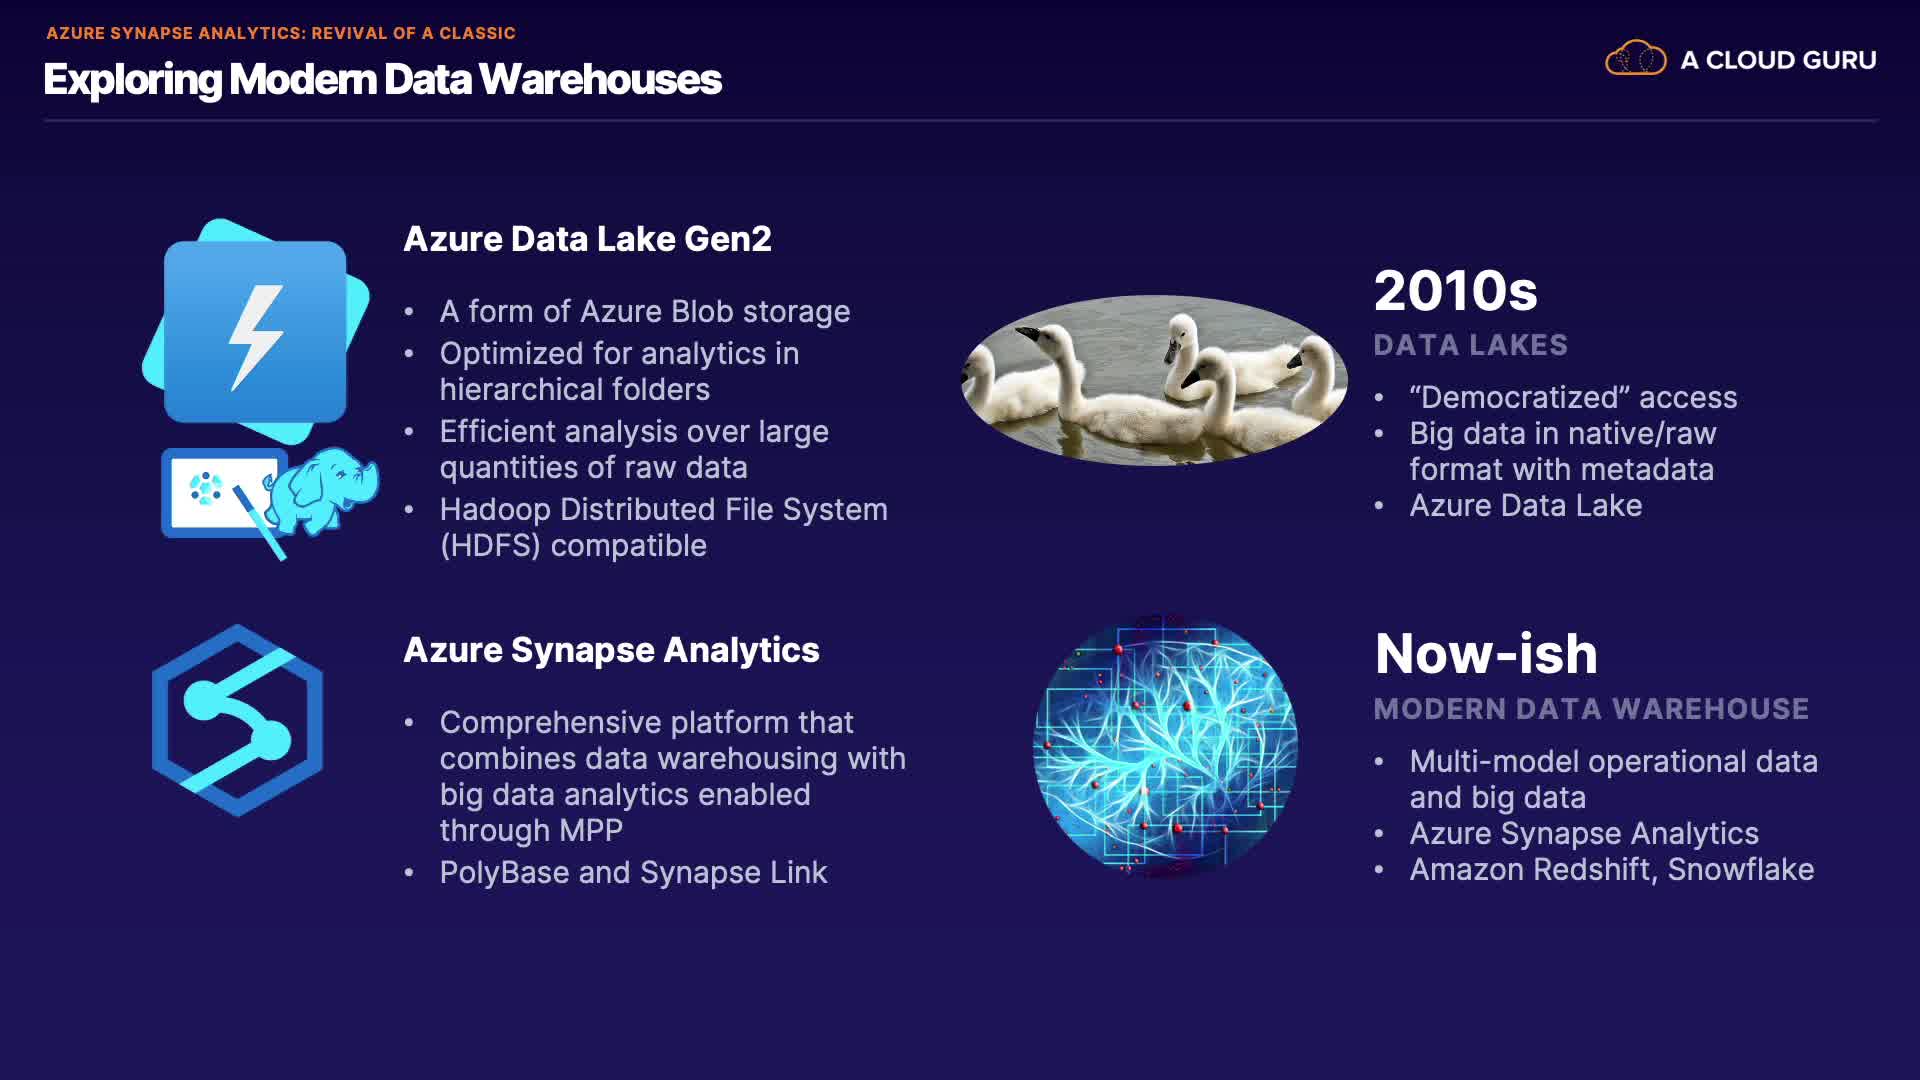 AZURE SYNAPSE ANALYTICS: REVIVAL OF A CLASSIC
Exploring Modern Data Warehouses
A CLOUD GURU
Azure Data Lake Gen2
• A form of Azure Blob storage
• Optimized for analytics in
hierarchical folders
• Efficient analysis over large
quantities of raw data
• Hadoop Distributed File System
(HDFS) compatible
2010s
DATA LAKES
• “Democratized” access
• Big data in native/raw
format with metadata
• Azure Data Lake
Azure Synapse Analytics
• Comprehensive platform that
combines data warehousing with
big data analytics enabled
through MPP
• PolyBase and Synapse Link
Now-ish
MODERN DATA WAREHOUSE
• Multi-model operational data
and big data
• Azure Synapse Analytics
• Amazon Redshift, Snowflake